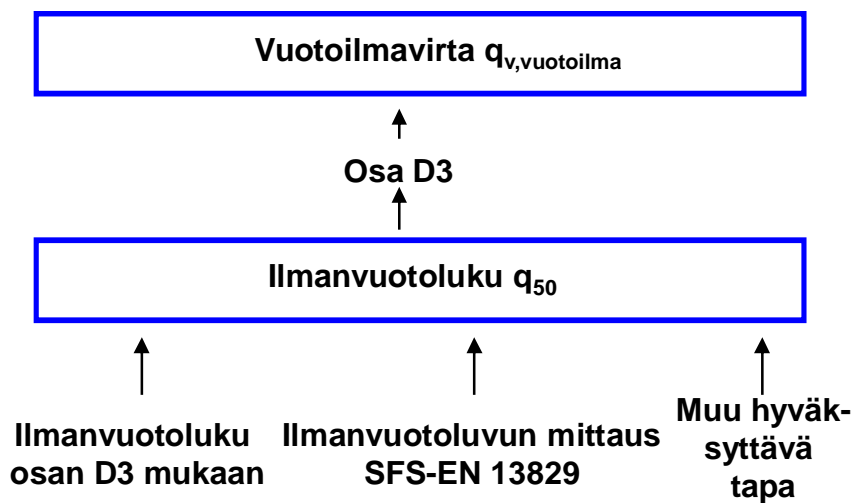 Vuotoilmavirta qv,vuotoilma
Osa D3
Ilmanvuotoluku q50
Ilmanvuotoluku
osan D3 mukaan
Ilmanvuotoluvun mittaus
SFS-EN 13829
Muu hyväk-
syttävä
tapa